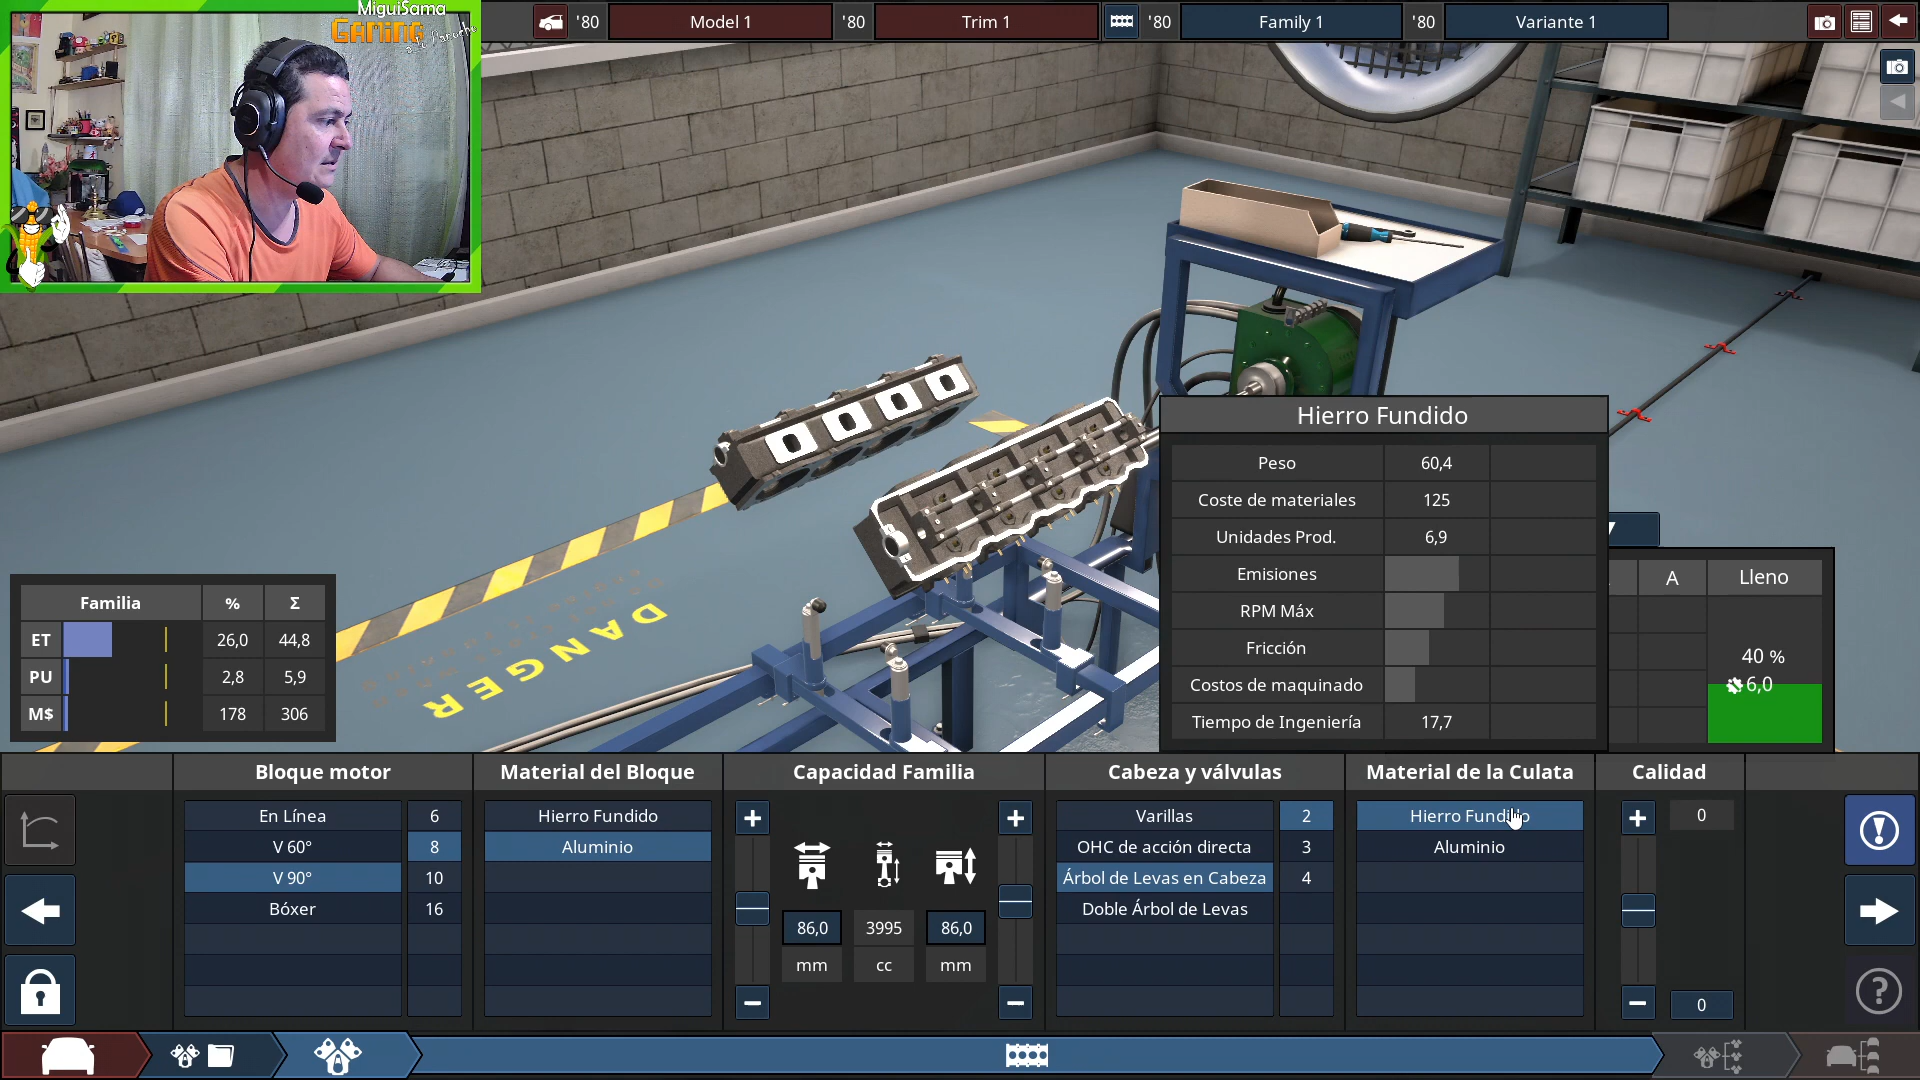 MiguiSama
GAMING
a lo Panocho
'80
Model 1
'80
Trim 1
'80
Family 1
'80
Variante 1
DANGER
Hierro Fundido
Peso 60,4
Coste de materiales 125
Unidades Prod. 6,9
Emisiones
RPM Máx
Fricción
Costos de maquinado
Tiempo de Ingeniería 17,7
A Lleno
40 %
6,0
Familia % Σ
ET 26,0 44,8
PU 2,8 5,9
M$ 178 306
Bloque motor
En Línea 6
V 60° 8
V 90° 10
Bóxer 16
Material del Bloque
Hierro Fundido
Aluminio
Capacidad Familia
86,0 3995 86,0
mm cc mm
Cabeza y válvulas
Varillas 2
OHC de acción directa 3
Árbol de Levas en Cabeza 4
Doble Árbol de Levas
Material de la Culata
Hierro Fundido
Aluminio
Calidad
0
0